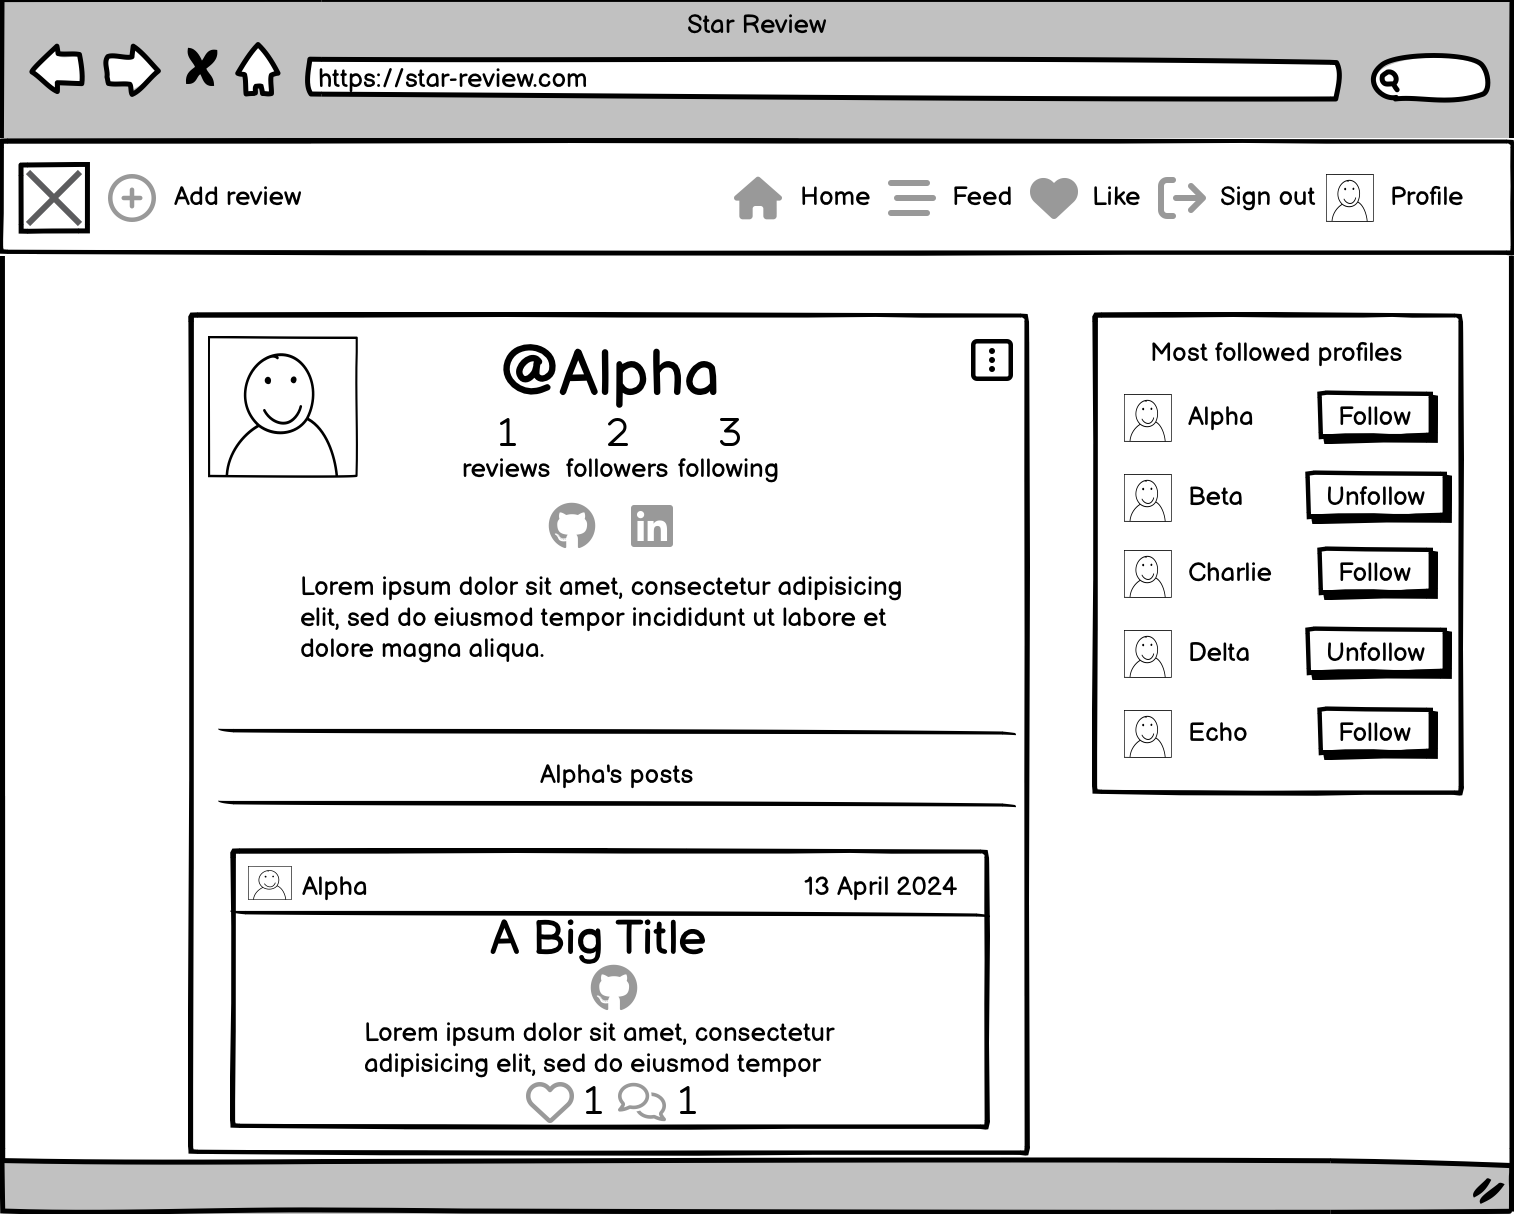 Star Review
https://star-review.com
Add review
Home
Feed
Like
Sign out
Profile
@Alpha
1 2 3
reviews followers following
in
Lorem ipsum dolor sit amet, consectetur adipisicing
elit, sed do eiusmod tempor incididunt ut labore et
dolore magna aliqua.
Alpha's posts
Alpha
13 April 2024
A Big Title
Lorem ipsum dolor sit amet, consectetur
adipisicing elit, sed do eiusmod tempor
1 1
Most followed profiles
Alpha Follow
Beta Unfollow
Charlie Follow
Delta Unfollow
Echo Follow